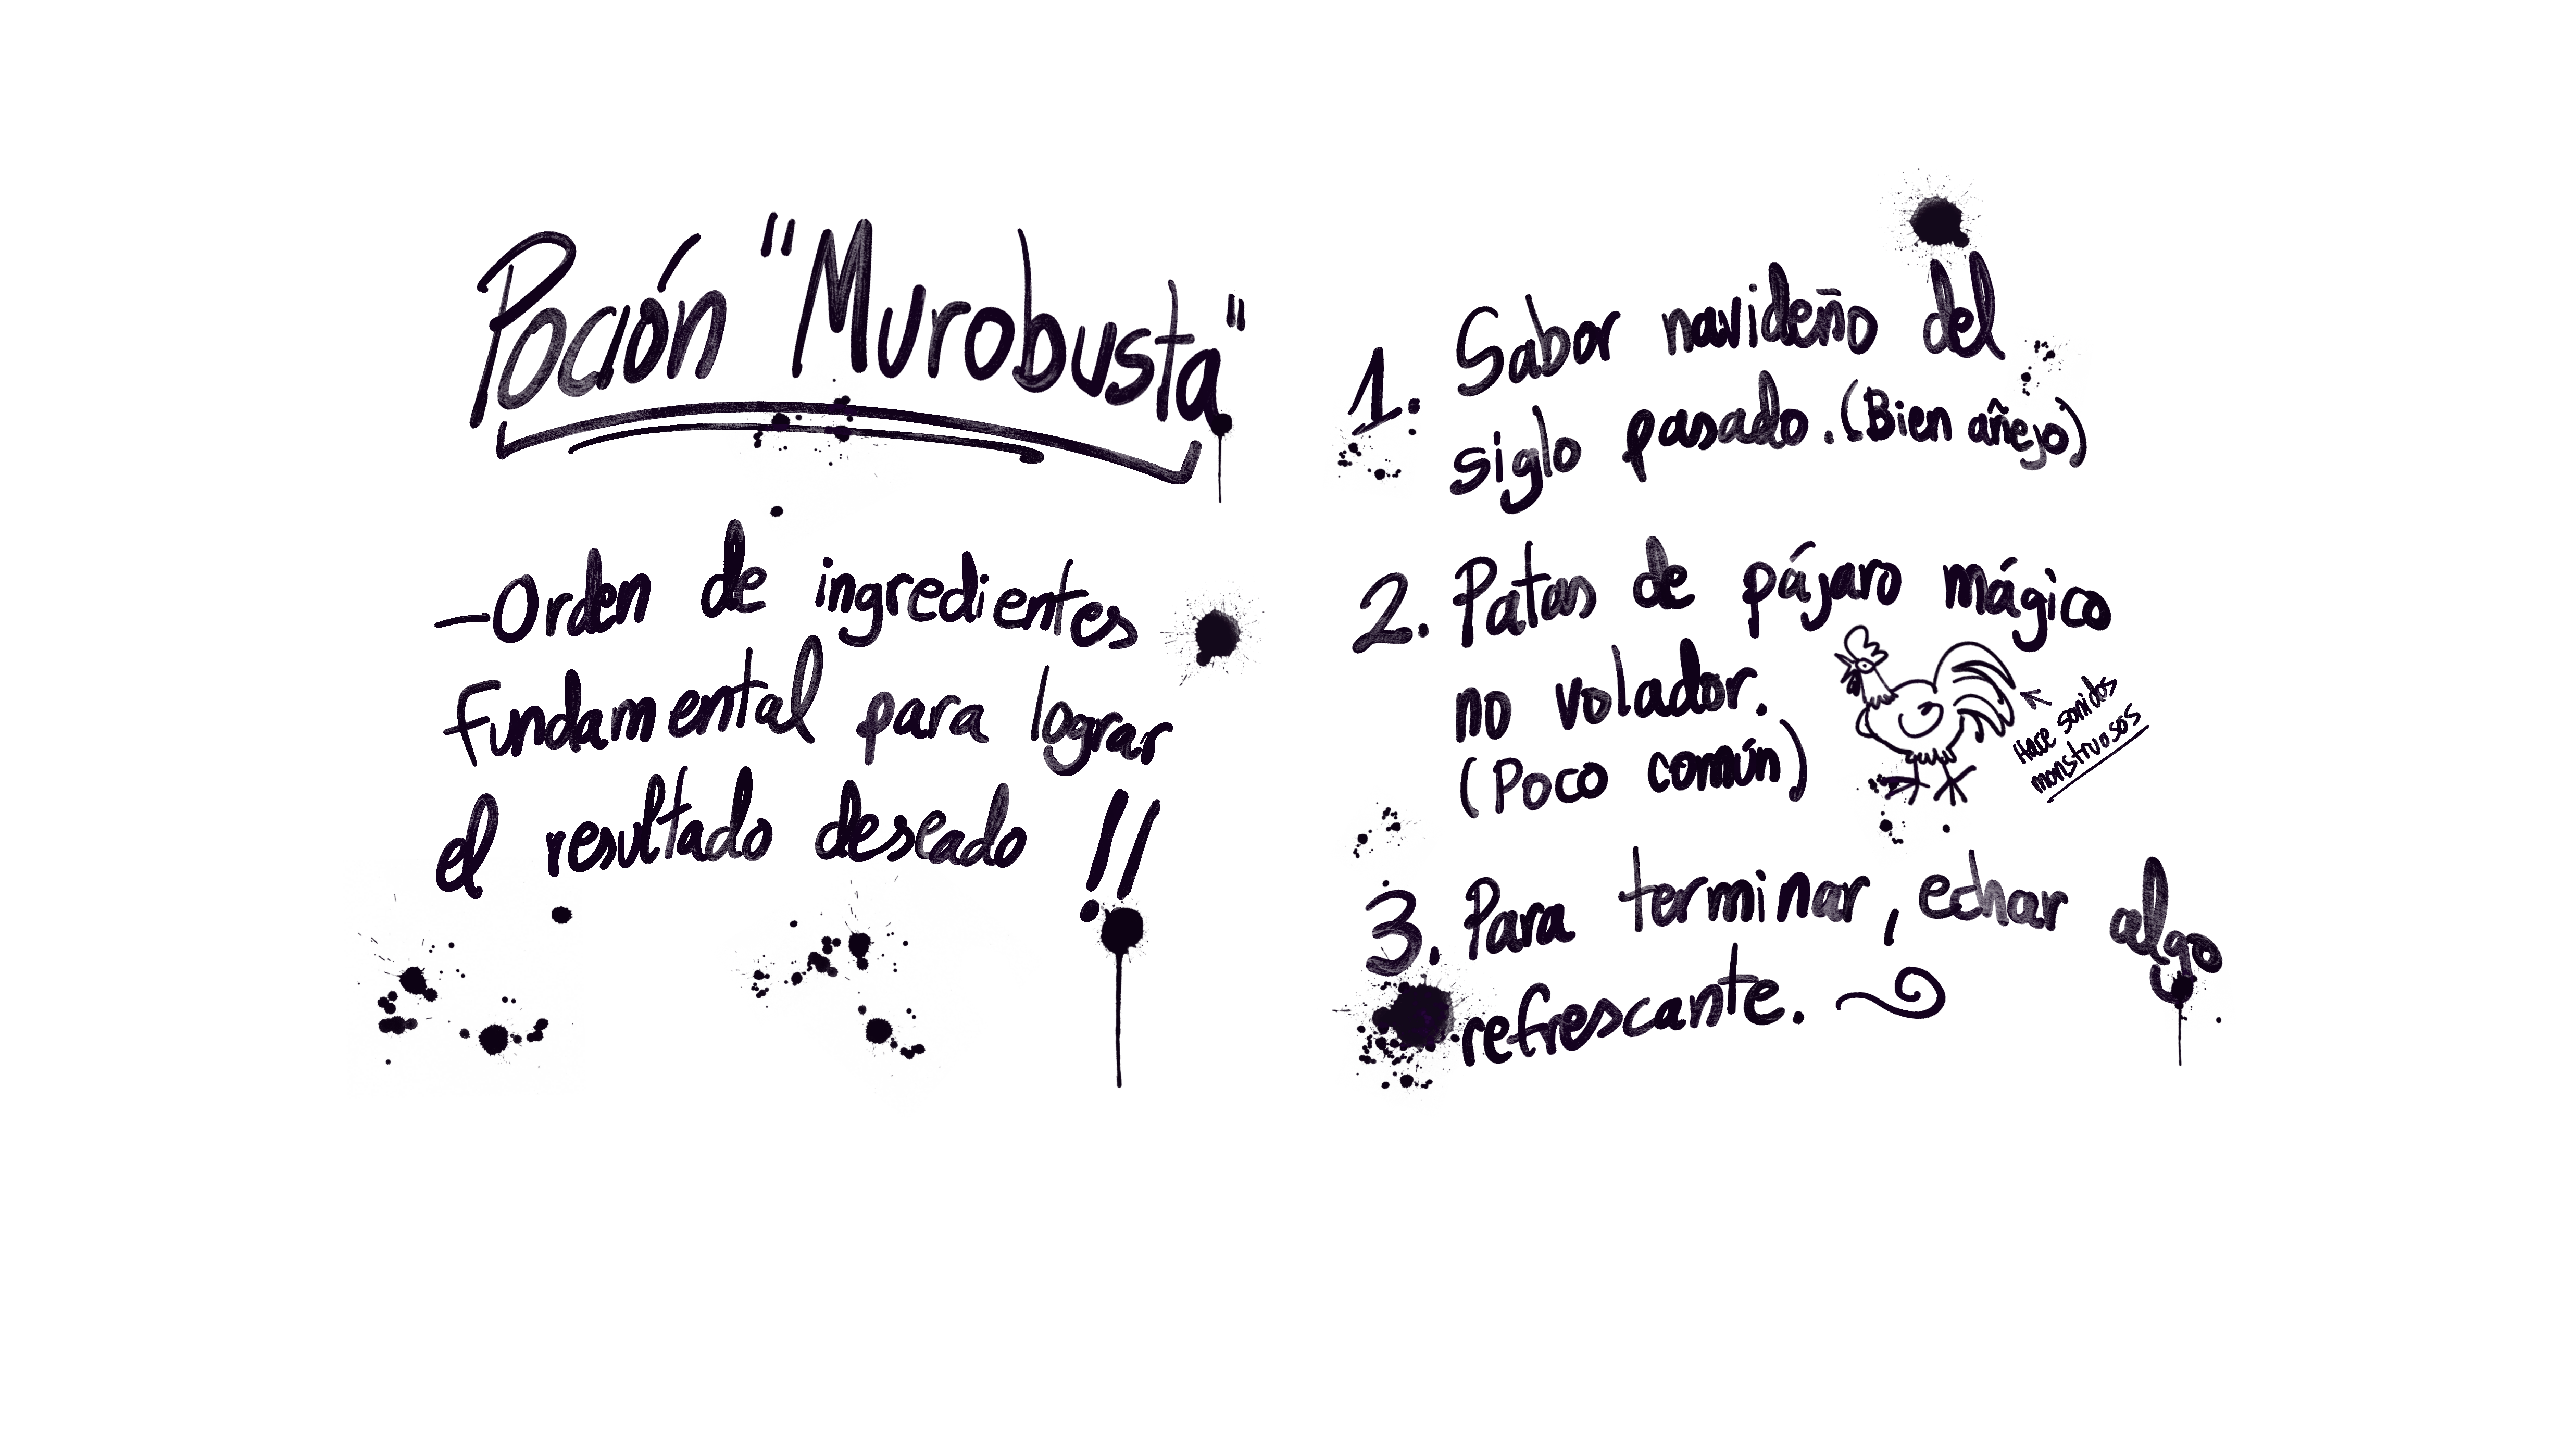 Poción "Murobusta"
-Orden de ingredientes
fundamental para lograr
el resultado deseado !!
1. Sabor navideño del
siglo pasado. (Bien añejo)
2. Patas de pájaro mágico
no volador.
(Poco común)
Hace sonidos
monstruosos
3. Para terminar, echar algo
refrescante.